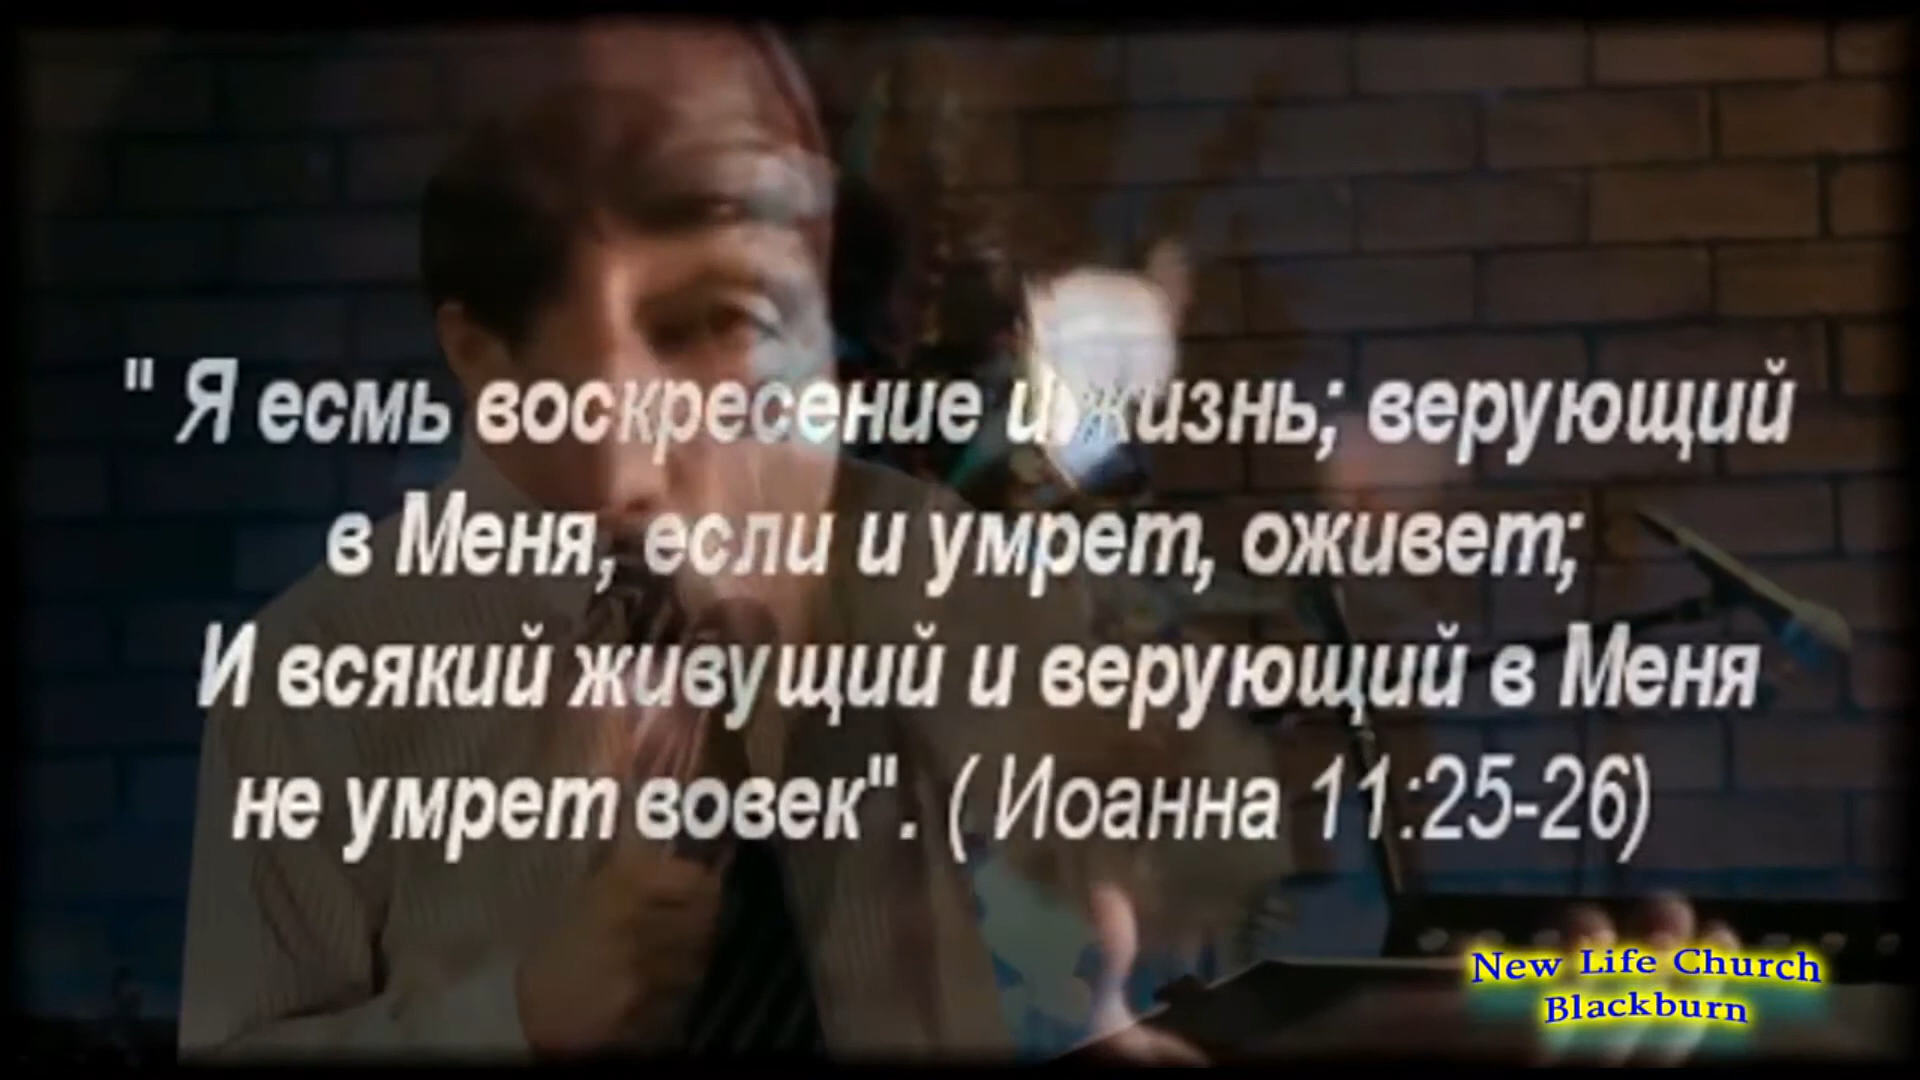 " Я есмь воскресение и жизнь; верующий
в Меня, если и умрет, оживет;
И всякий живущий и верующий в Меня
не умрет вовек". ( Иоанна 11:25-26)
New Life Church
Blackburn